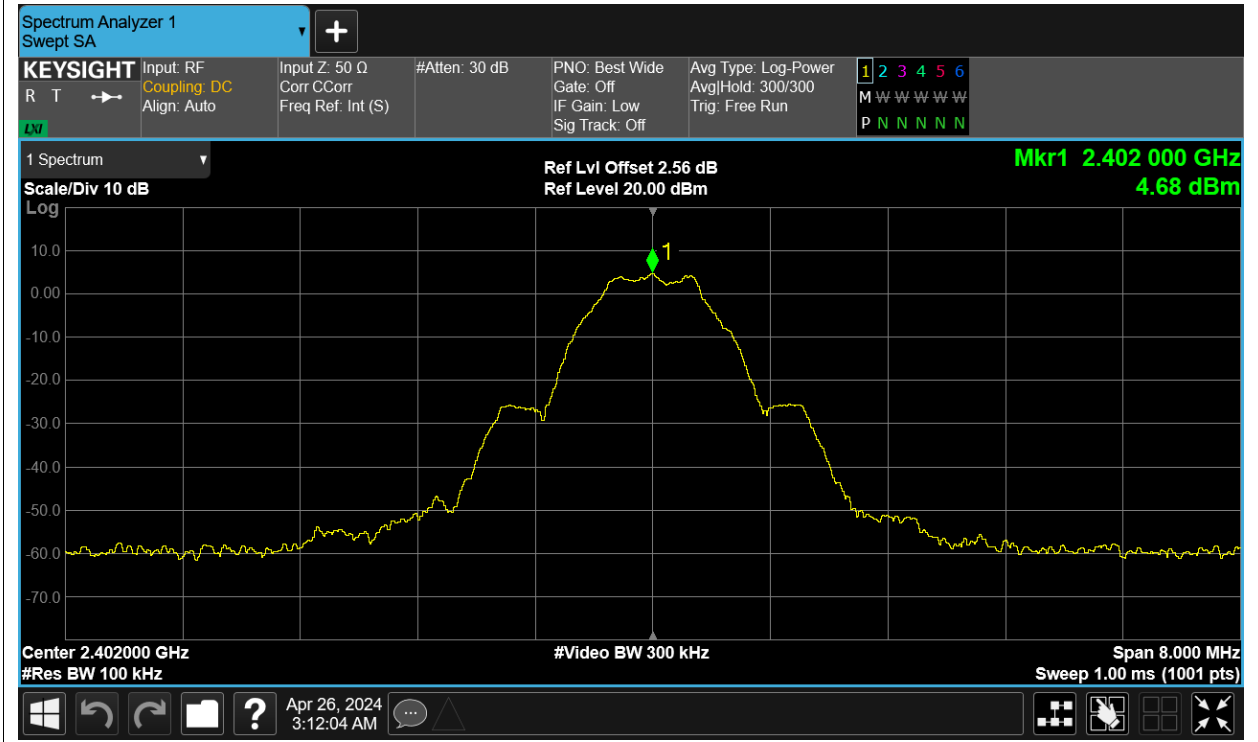 Spectrum Analyzer 1
Swept SA
KEYSIGHT
R T
LXI
Input: RF
Coupling: DC
Align: Auto
Input Z: 50 Ω
Corr CCorr
Freq Ref: Int (S)
#Atten: 30 dB
PNO: Best Wide
Gate: Off
IF Gain: Low
Sig Track: Off
Avg Type: Log-Power
Avg|Hold: 300/300
Trig: Free Run
1 2 3 4 5 6
M W W W W W
P N N N N N
1 Spectrum
Scale/Div 10 dB
Log
Ref Lvl Offset 2.56 dB
Ref Level 20.00 dBm
Mkr1 2.402 000 GHz
4.68 dBm
1
10.0
0.00
-10.0
-20.0
-30.0
-40.0
-50.0
-60.0
-70.0
Center 2.402000 GHz
#Video BW 300 kHz
Span 8.000 MHz
#Res BW 100 kHz
Sweep 1.00 ms (1001 pts)
?
Apr 26, 2024
3:12:04 AM